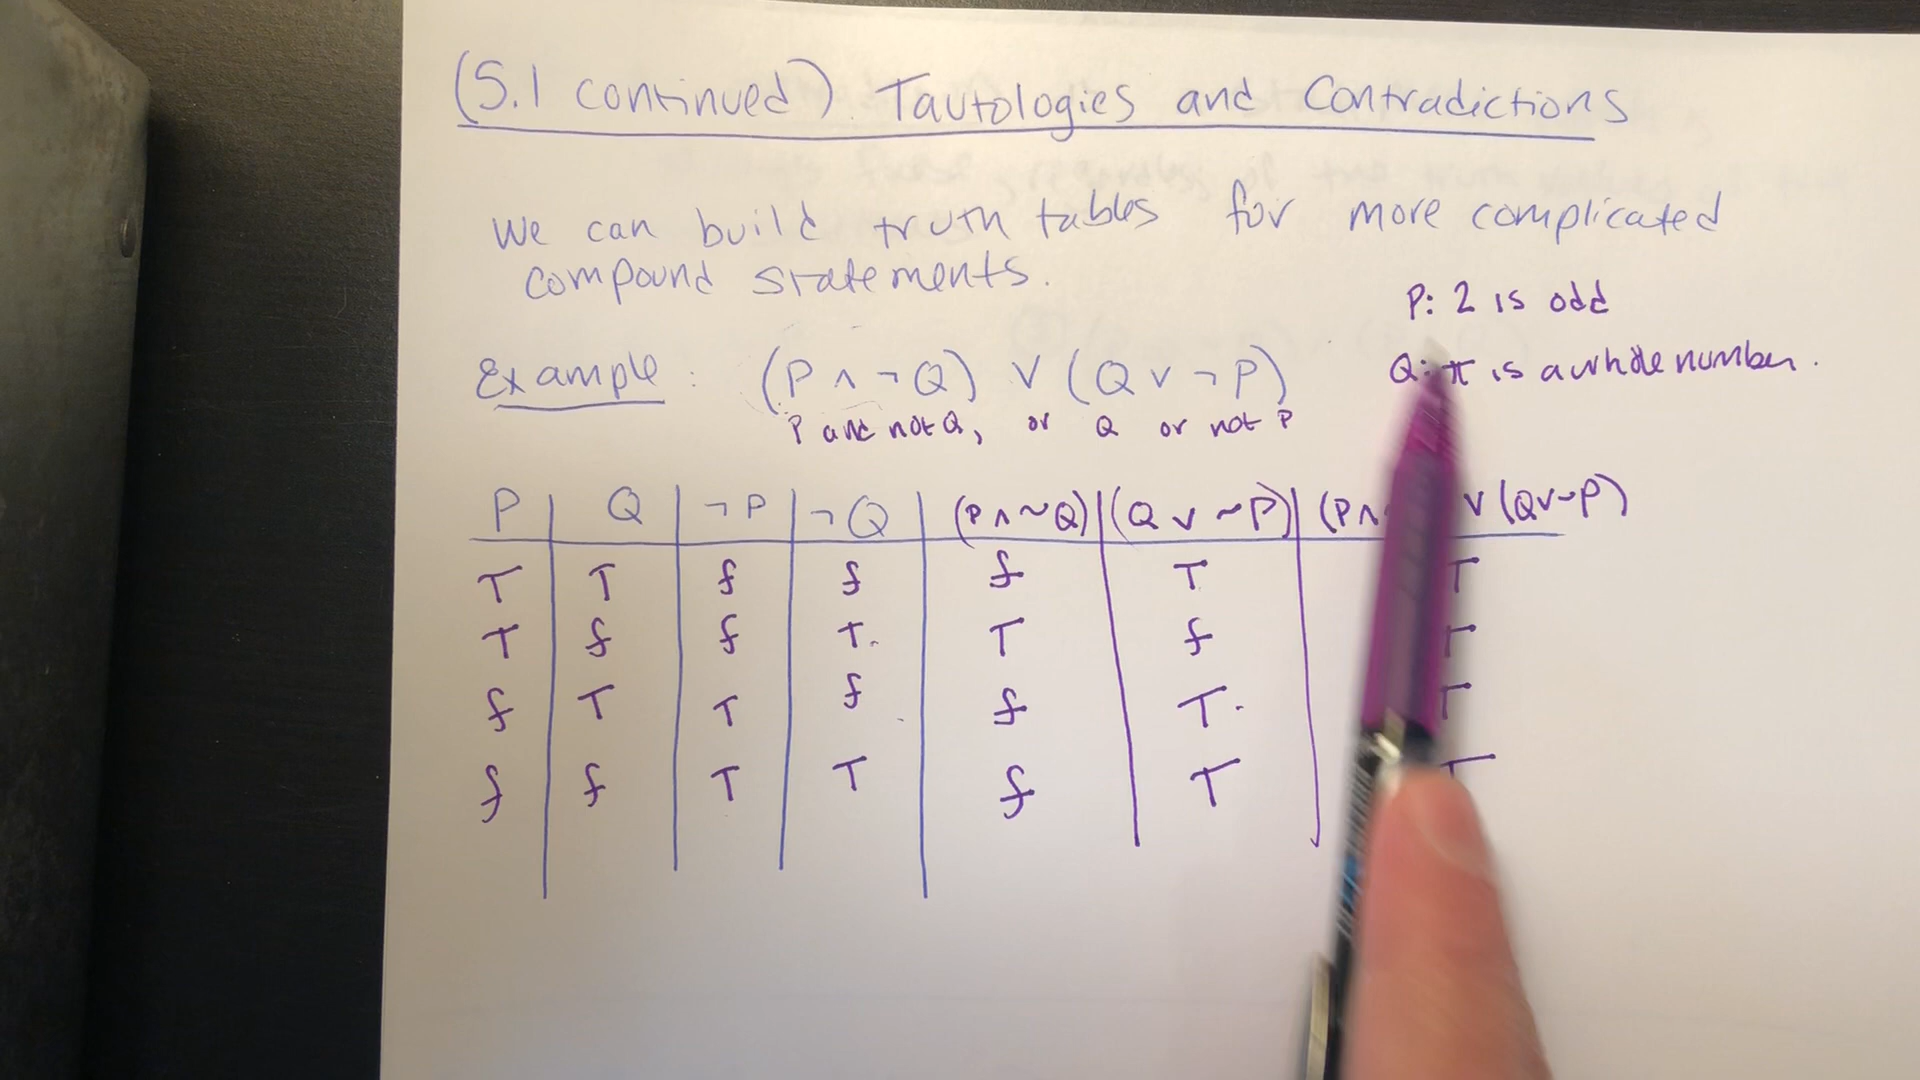 (5.1 continued) Tautologies and Contradictions
We can build truth tables for more complicated
compound statements.
P: 2 is odd
Q: π is a whole number.
Example: (P ∧ ¬Q) ∨ (Q ∨ ¬P)
P and not Q, or Q or not P
P | Q | ¬P | ¬Q | (P ∧ ~Q) | (Q ∨ ~P) | (P∧ ∨ (Q∨~P)
T | T | f | f | f | T | T
T | f | f | T. | T | f | T
f | T | T | f | f | T. | T
f | f | T | T | f | T | T